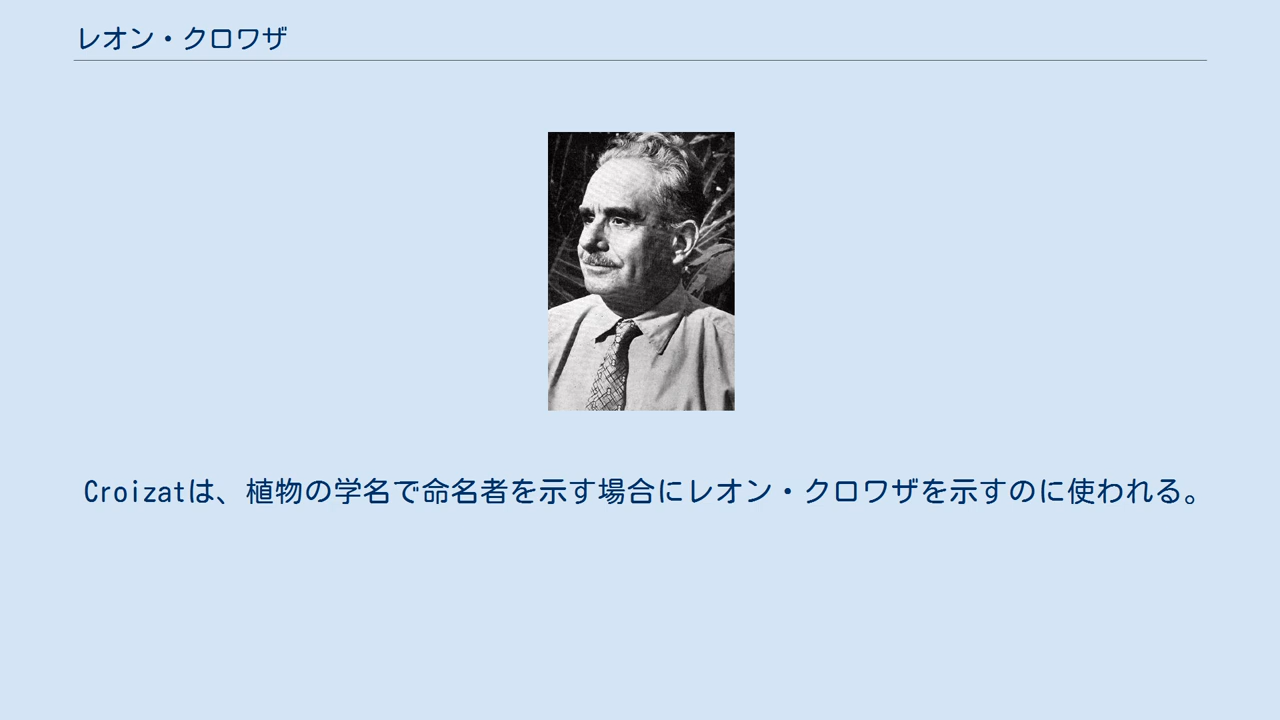 レオン・クロワザ
Croizatは、植物の学名で命名者を示す場合にレオン・クロワザを示すのに使われる。